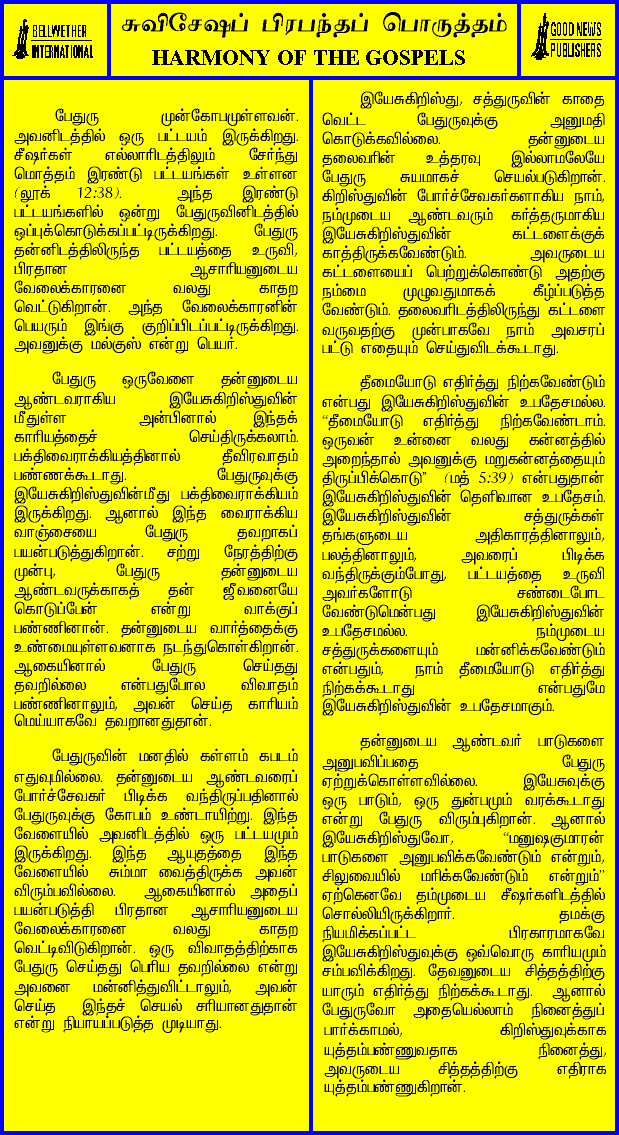 BELLWETHER
INTERNATIONAL
சுவிசேஷப் பிரபந்தப் பொருத்தம்
HARMONY OF THE GOSPELS
GOOD NEWS
PUBLISHERS
பேதுரு முன்கோபமுள்ளவன்.
அவனிடத்தில் ஒரு பட்டயம் இருக்கிறது.
சீஷர்கள் எல்லாரிடத்திலும் சேர்ந்து
மொத்தம் இரண்டு பட்டயங்கள் உள்ளன
(லூக் 12:38). அந்த இரண்டு
பட்டயங்களில் ஒன்று பேதுருவினிடத்தில்
ஒப்புக்கொடுக்கப்பட்டிருக்கிறது. பேதுரு
தன்னிடத்திலிருந்த பட்டயத்தை உருவி,
பிரதான ஆசாரியனுடைய
வேலைக்காரனை வலது காதற
வெட்டுகிறான். அந்த வேலைக்காரனின்
பெயரும் இங்கு குறிப்பிடப்பட்டிருக்கிறது.
அவனுக்கு மல்குஸ் என்று பெயர்.
பேதுரு ஒருவேளை தன்னுடைய
ஆண்டவராகிய இயேசுகிறிஸ்துவின்
மீதுள்ள அன்பினால் இந்தக்
காரியத்தைச் செய்திருக்கலாம்.
பக்திவைராக்கியத்தினால் தீவிரவாதம்
பண்ணக்கூடாது. பேதுருவுக்கு
இயேசுகிறிஸ்துவின்மீது பக்திவைராக்கியம்
இருக்கிறது. ஆனால் இந்த வைராக்கிய
வாஞ்சையை பேதுரு தவறாகப்
பயன்படுத்துகிறான். சற்று நேரத்திற்கு
முன்பு, பேதுரு தன்னுடைய
ஆண்டவருக்காகத் தன் ஜீவனையே
கொடுப்பேன் என்று வாக்குப்
பண்ணினான். தன்னுடைய வார்த்தைக்கு
உண்மையுள்ளவனாக நடந்துகொள்கிறான்.
ஆகையினால் பேதுரு செய்தது
தவறில்லை என்பதுபோல விவாதம்
பண்ணினாலும், அவன் செய்த காரியம்
மெய்யாகவே தவறானதுதான்.
பேதுருவின் மனதில் கள்ளம் கபடம்
எதுவுமில்லை. தன்னுடைய ஆண்டவரைப்
போர்ச்சேவகர் பிடிக்க வந்திருப்பதினால்
பேதுருவுக்கு கோபம் உண்டாயிற்று. இந்த
வேளையில் அவனிடத்தில் ஒரு பட்டயமும்
இருக்கிறது. இந்த ஆயுதத்தை இந்த
வேளையில் சும்மா வைத்திருக்க அவன்
விரும்பவில்லை. ஆகையினால் அதைப்
பயன்படுத்தி பிரதான ஆசாரியனுடைய
வேலைக்காரனை வலது காதற
வெட்டிவிடுகிறான். ஒரு விவாதத்திற்காக
பேதுரு செய்தது பெரிய தவறில்லை என்று
அவனை மன்னித்துவிட்டாலும், அவன்
செய்த இந்தச் செயல் சரியானதுதான்
என்று நியாயப்படுத்த முடியாது.
இயேசுகிறிஸ்து, சத்துருவின் காதை
வெட்ட பேதுருவுக்கு அனுமதி
கொடுக்கவில்லை. தன்னுடைய
தலைவரின் உத்தரவு இல்லாமலேயே
பேதுரு சுயமாகச் செயல்படுகிறான்.
கிறிஸ்துவின் போர்ச்சேவகர்களாகிய நாம்,
நம்முடைய ஆண்டவரும் கர்த்தருமாகிய
இயேசுகிறிஸ்துவின் கட்டளைக்குக்
காத்திருக்கவேண்டும். அவருடைய
கட்டளையைப் பெற்றுக்கொண்டு அதற்கு
நம்மை முழுவதுமாகக் கீழ்ப்படுத்த
வேண்டும். தலைவரிடத்திலிருந்து கட்டளை
வருவதற்கு முன்பாகவே நாம் அவசரப்
பட்டு எதையும் செய்துவிடக்கூடாது.
தீமையோடு எதிர்த்து நிற்கவேண்டும்
என்பது இயேசுகிறிஸ்துவின் உபதேசமல்ல.
“தீமையோடு எதிர்த்து நிற்கவேண்டாம்.
ஒருவன் உன்னை வலது கன்னத்தில்
அறைந்தால் அவனுக்கு மறுகன்னத்தையும்
திருப்பிக்கொடு” (மத் 5:39) என்பதுதான்
இயேசுகிறிஸ்துவின் தெளிவான உபதேசம்.
இயேசுகிறிஸ்துவின் சத்துருக்கள்
தங்களுடைய அதிகாரத்தினாலும்,
பலத்தினாலும், அவரைப் பிடிக்க
வந்திருக்கும்போது, பட்டயத்தை உருவி
அவர்களோடு சண்டைபோட
வேண்டுமென்பது இயேசுகிறிஸ்துவின்
உபதேசமல்ல. நம்முடைய
சத்துருக்களையும் மன்னிக்கவேண்டும்
என்பதும், நாம் தீமையோடு எதிர்த்து
நிற்கக்கூடாது என்பதுமே
இயேசுகிறிஸ்துவின் உபதேசமாகும்.
தன்னுடைய ஆண்டவர் பாடுகளை
அனுபவிப்பதை பேதுரு
ஏற்றுக்கொள்ளவில்லை. இயேசுவுக்கு
ஒரு பாடும், ஒரு துன்பமும் வரக்கூடாது
என்று பேதுரு விரும்புகிறான். ஆனால்
இயேசுகிறிஸ்துவோ, “மனுஷகுமாரன்
பாடுகளை அனுபவிக்கவேண்டும் என்றும்,
சிலுவையில் மரிக்கவேண்டும் என்றும்”
ஏற்கெனவே தம்முடைய சீஷர்களிடத்தில்
சொல்லியிருக்கிறார். தமக்கு
நியமிக்கப்பட்ட பிரகாரமாகவே
இயேசுகிறிஸ்துவுக்கு ஒவ்வொரு காரியமும்
சம்பவிக்கிறது. தேவனுடைய சித்தத்திற்கு
யாரும் எதிர்த்து நிற்கக்கூடாது. ஆனால்
பேதுருவோ அதையெல்லாம் நினைத்துப்
பார்க்காமல், கிறிஸ்துவுக்காக
யுத்தம்பண்ணுவதாக நினைத்து,
அவருடைய சித்தத்திற்கு எதிராக
யுத்தம்பண்ணுகிறான்.